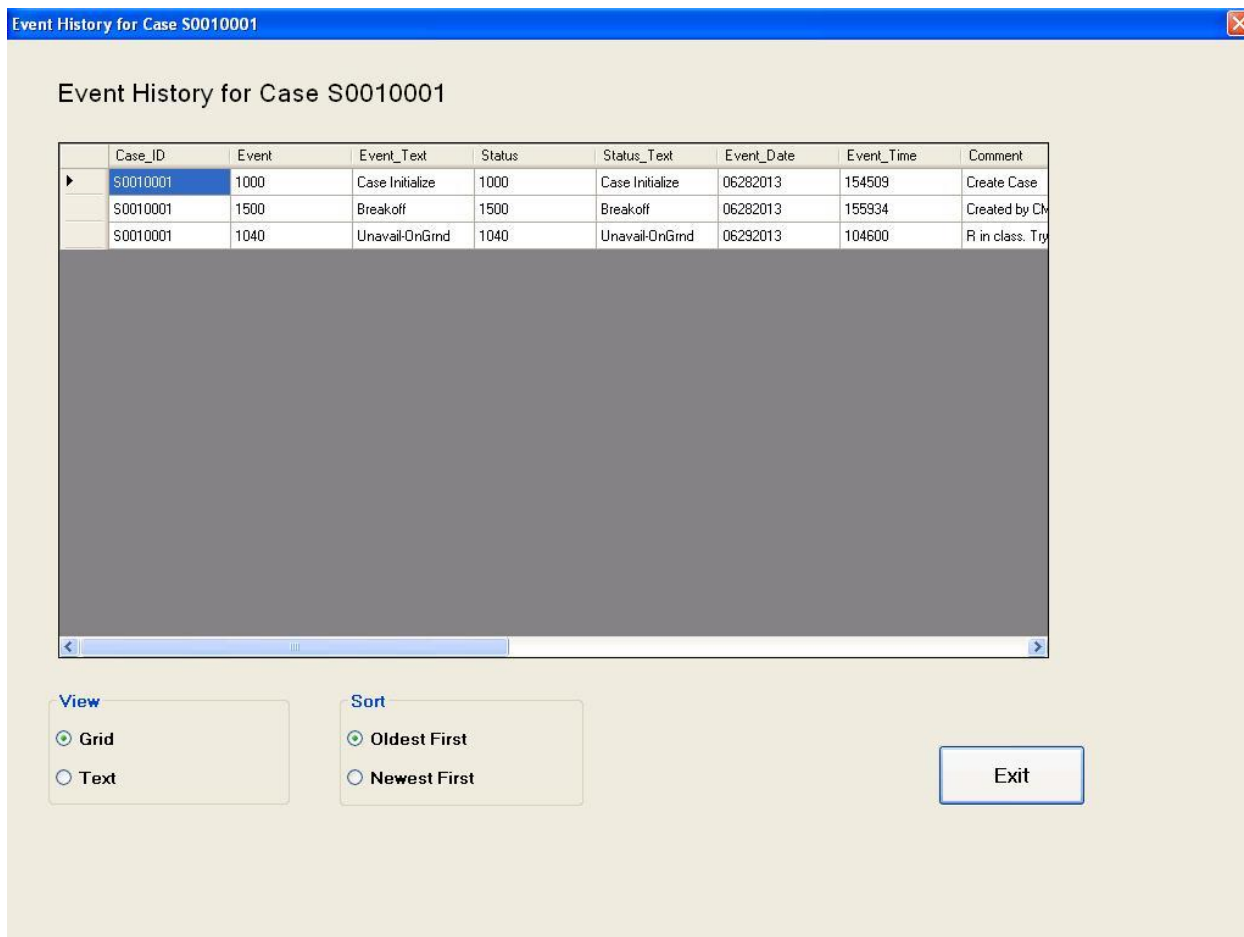 Event History for Case S0010001
Event History for Case S0010001
Case_ID Event Event_Text Status Status_Text Event_Date Event_Time Comment
S0010001 1000 Case Initialize 1000 Case Initialize 06282013 154509 Create Case
S0010001 1500 Breakoff 1500 Breakoff 06282013 155934 Created by
S0010001 1040 Unavail-OnGrnd 1040 Unavail-OnGrnd 06292013 104600 R in class. Try
View
Grid
Text
Sort
Oldest First
Newest First
Exit